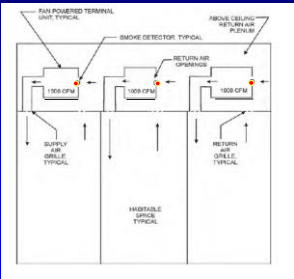 FAN POWERED TERMINAL
UNIT, TYPICAL
ABOVE CEILING
RETURN AIR
PLENUM
SMOKE DETECTOR TYPICAL
RETURN AIR
OPENINGS
1000 CFM
1000 CFM
1000 CFM
SUPPLY
AIR
GRILLE,
TYPICAL
RETURN
AIR
GRILLE,
TYPICAL
HABITABLE
SPACE
TYPICAL